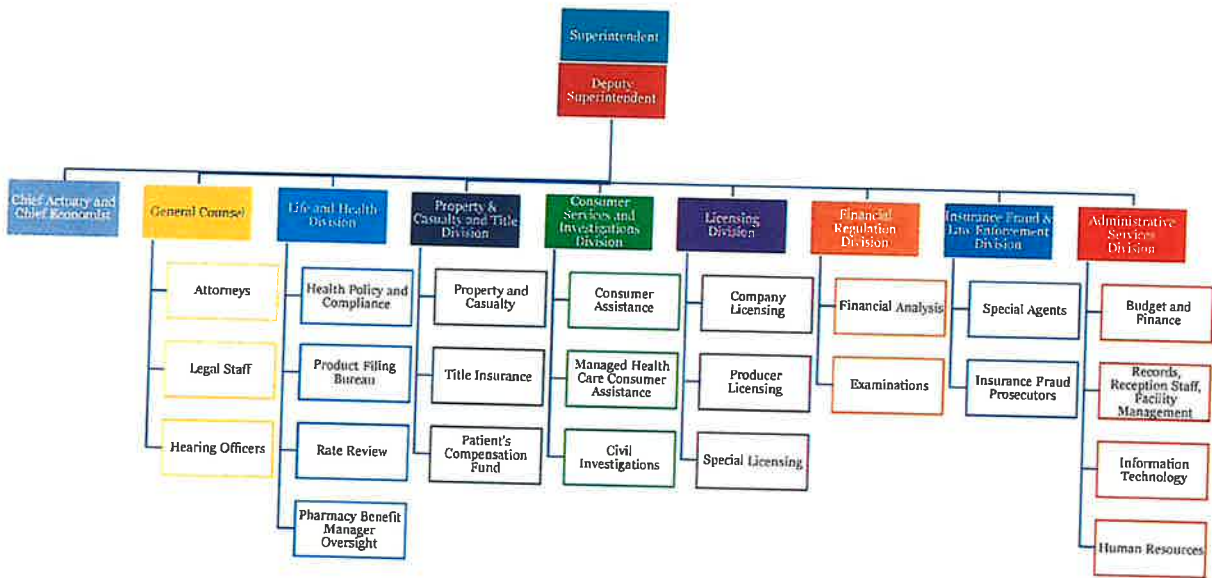 Superintendent
Deputy
Superintendent
Chief Actuary and
Chief Economist
General Counsel
Life and Health
Division
Property &
Casualty and Title
Division
Consumer
Services and
Investigations
Division
Licensing
Division
Financial
Regulation
Division
Insurance Fraud &
Law Enforcement
Division
Administrative
Services
Division
Attorneys
Legal Staff
Hearing Officers
Health Policy and
Compliance
Product Filing
Bureau
Rate Review
Pharmacy Benefit
Manager
Oversight
Property and
Casualty
Title Insurance
Patient's
Compensation
Fund
Consumer
Assistance
Managed Health
Care Consumer
Assistance
Civil
Investigations
Company
Licensing
Producer
Licensing
Special Licensing
Financial Analysis
Examinations
Special Agents
Insurance Fraud
Prosecutors
Budget and
Finance
Records,
Reception Staff,
Facility
Management
Information
Technology
Human Resources